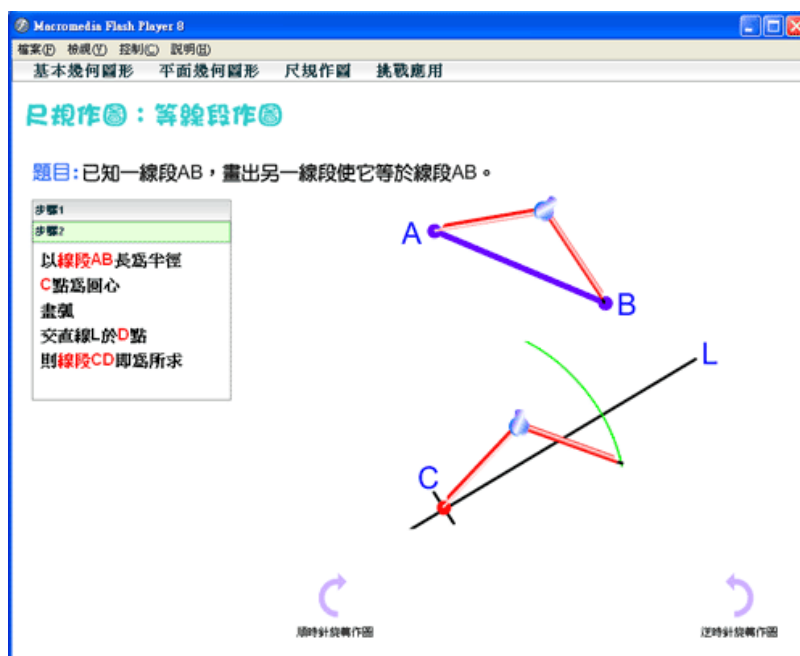 Macromedia Flash Player 8
檔案(F) 檢視(V) 控制(C) 說明(H)
基本幾何圖形 平面幾何圖形 尺規作圖 挑戰應用
尺規作圖：等線段作圖
題目:已知一線段AB，畫出另一線段使它等於線段AB。
步驟1
步驟2
以線段AB長為半徑
C點為圓心
畫弧
交直線L於D點
則線段CD即為所求
A
B
L
C
順時針旋轉作圖
逆時針旋轉作圖